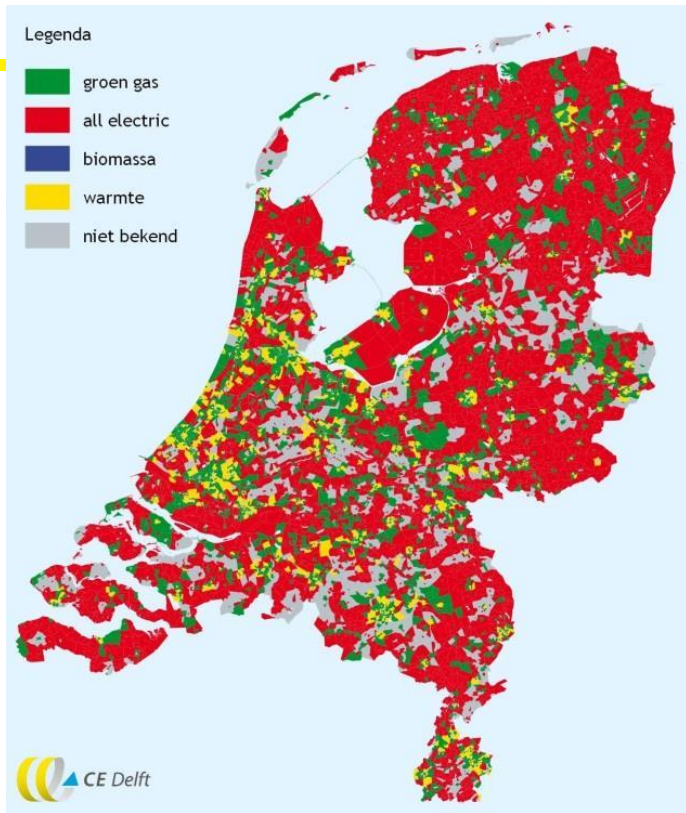 Legenda
groen gas
all electric
biomassa
warmte
niet bekend
CE Delft